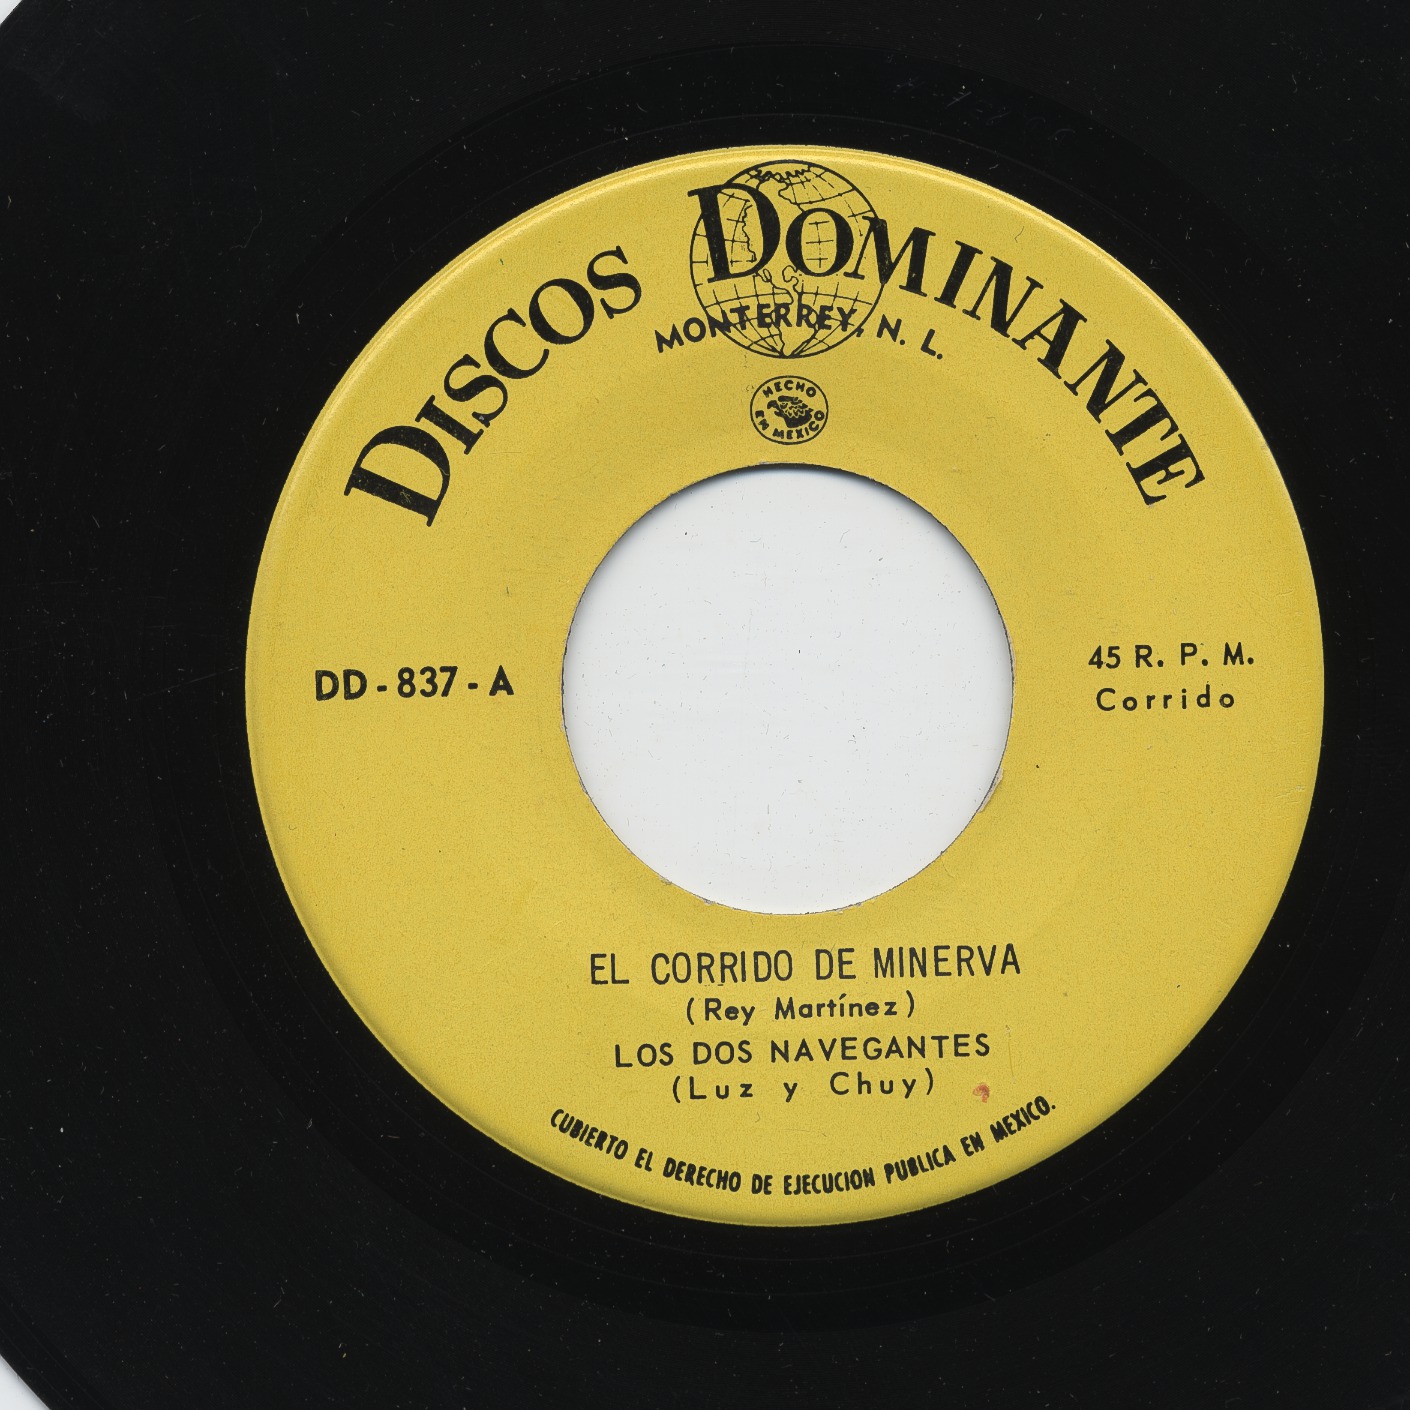 DISCOS DOMINANTE
MONTERREY, N. L.
HECHO
EN MEXICO
DD-837-A
45 R. P. M.
Corrido
EL CORRIDO DE MINERVA
(Rey Martínez)
LOS DOS NAVEGANTES
(Luz y Chuy)
CUBIERTO EL DERECHO DE EJECUCION PUBLICA EN MEXICO.